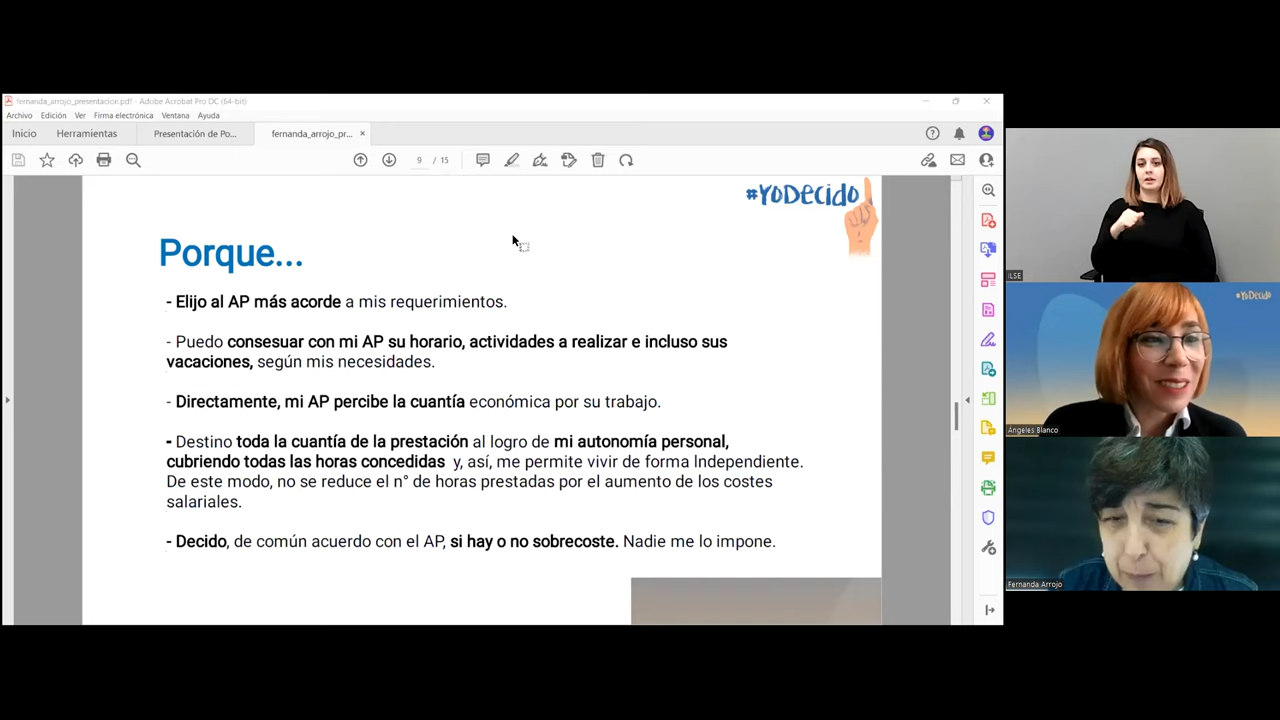 fernanda_arrojo_presentacion.pdf - Adobe Acrobat Pro DC (64-bit)
Archivo Edición Ver Firma electrónica Ventana Ayuda
Inicio Herramientas Presentación de Po... fernanda_arrojo_pr... ×
9 / 15
#YoDecido
Porque...
- Elijo al AP más acorde a mis requerimientos.
- Puedo consesuar con mi AP su horario, actividades a realizar e incluso sus
vacaciones, según mis necesidades.
- Directamente, mi AP percibe la cuantía económica por su trabajo.
- Destino toda la cuantía de la prestación al logro de mi autonomía personal,
cubriendo todas las horas concedidas y, así, me permite vivir de forma Independiente.
De este modo, no se reduce el n° de horas prestadas por el aumento de los costes
salariales.
- Decido, de común acuerdo con el AP, si hay o no sobrecoste. Nadie me lo impone.
ILSE
#YoDecido
Ángeles Blanco
Fernanda Arrojo